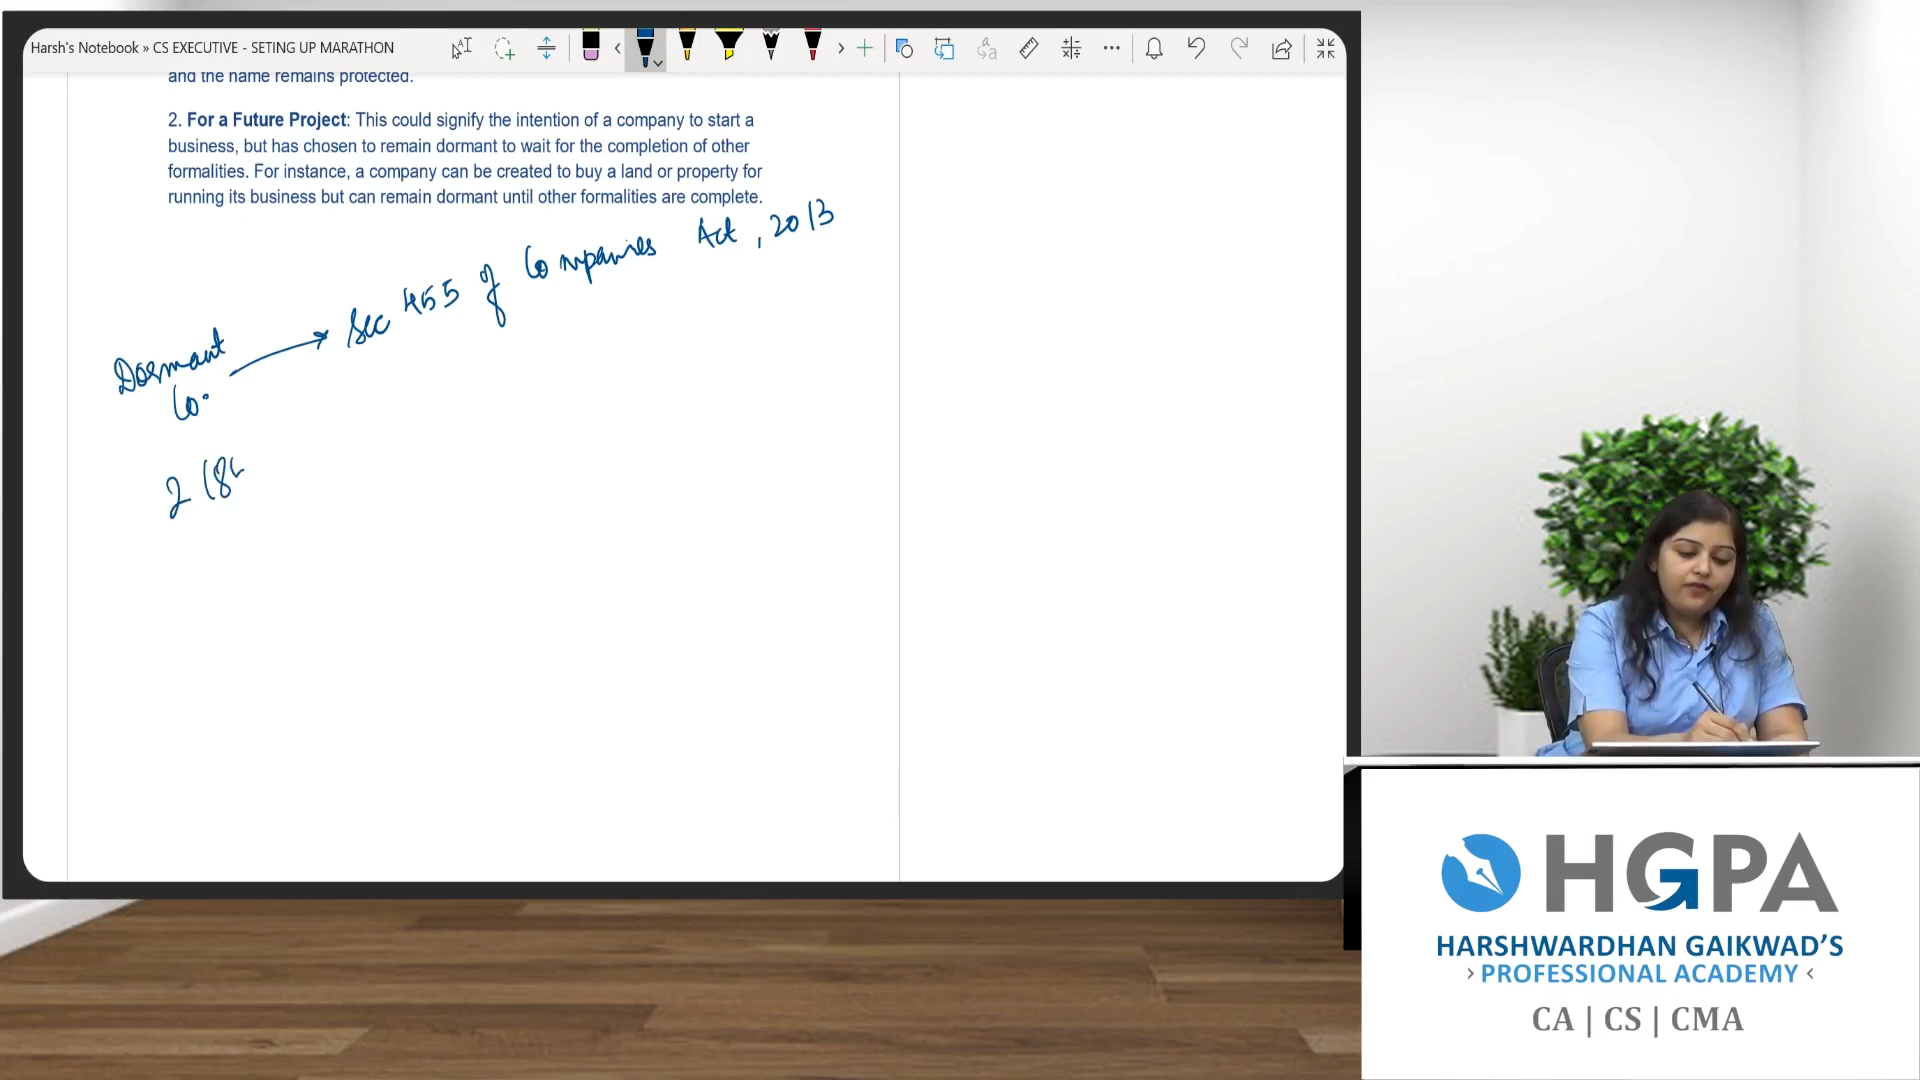 Harsh's Notebook » CS EXECUTIVE - SETING UP MARATHON
and the name remains protected.
2. For a Future Project: This could signify the intention of a company to start a
business, but has chosen to remain dormant to wait for the completion of other
formalities. For instance, a company can be created to buy a land or property for
running its business but can remain dormant until other formalities are complete.
Dormant Co. → Sec 455 of Companies Act, 2013
2 (84
HGPA
HARSHWARDHAN GAIKWAD'S
› PROFESSIONAL ACADEMY ‹
CA | CS | CMA